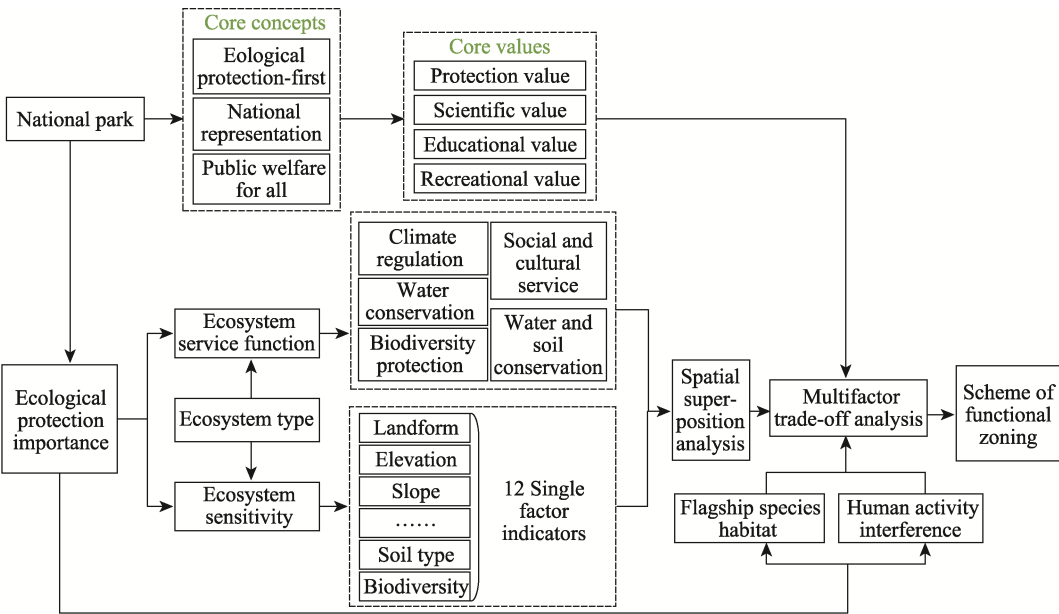 Core concepts
Eological
protection-first
National
representation
Public welfare
for all
Core values
Protection value
Scientific value
Educational value
Recreational value
National park
Climate
regulation
Water
conservation
Biodiversity
protection
Social and
cultural
service
Water and
soil
conservation
Ecosystem
service function
Ecosystem type
Ecosystem
sensitivity
Ecological
protection
importance
Landform
Elevation
Slope
......
Soil type
Biodiversity
12 Single
factor
indicators
Spatial
super-
position
analysis
Multifactor
trade-off analysis
Scheme of
functional
zoning
Flagship species
habitat
Human activity
interference